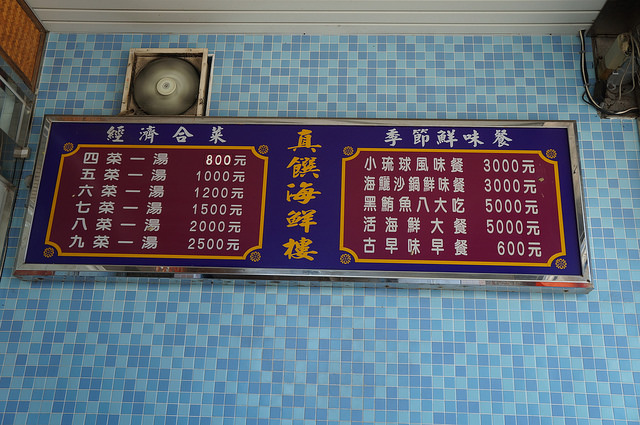 經濟合菜
四菜一湯 800元
五菜一湯 1000元
六菜一湯 1200元
七菜一湯 1500元
八菜一湯 2000元
九菜一湯 2500元
真饌海鮮樓
季節鮮味餐
小琉球風味餐 3000元
海鱺沙鍋鮮味餐 3000元
黑鮪魚八大吃 5000元
活海鮮大餐 5000元
古早味早餐 600元